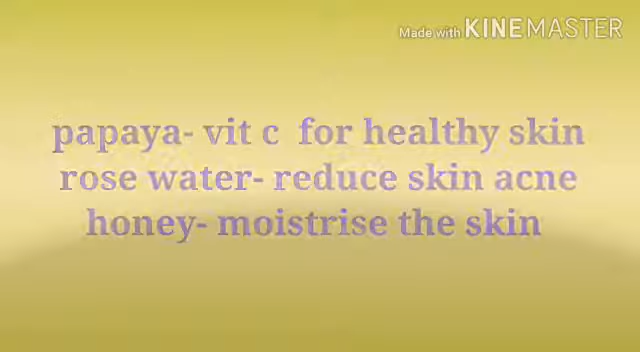 Made with KINEMASTER
papaya- vit c  for healthy skin
rose water- reduce skin acne
honey- moistrise the skin